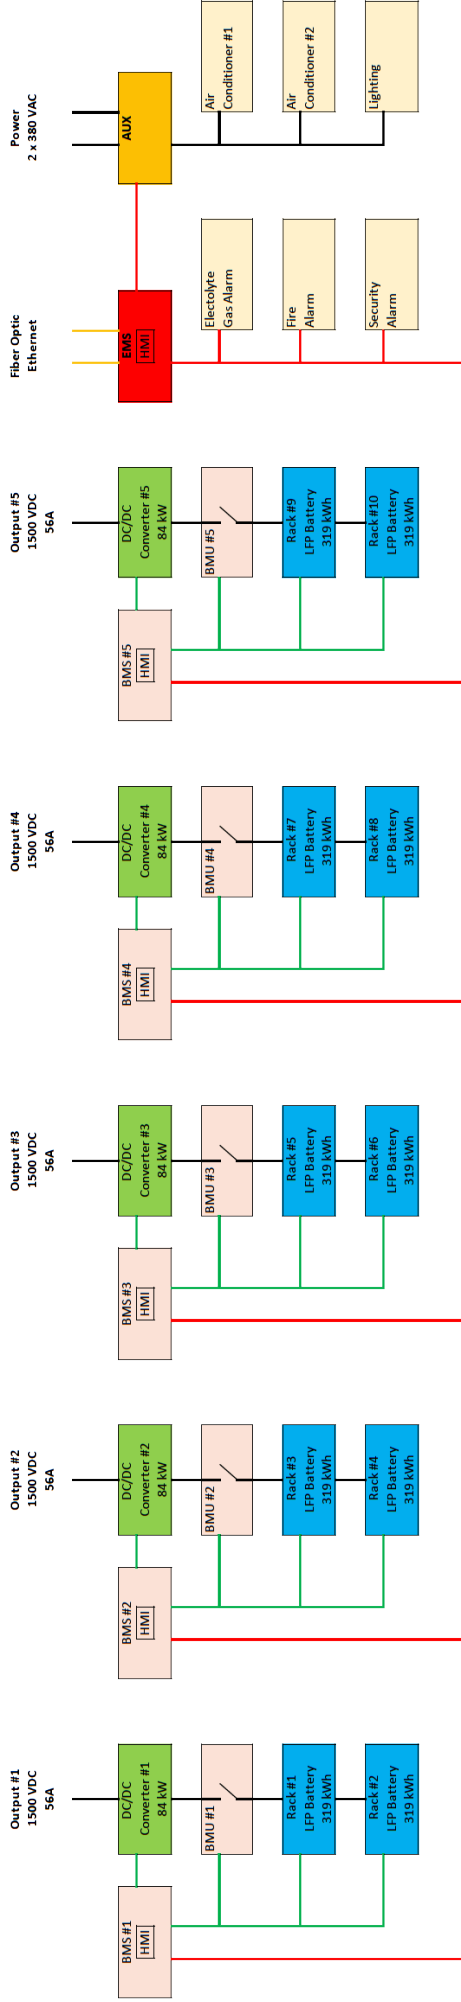 Output #1
1500 VDC
56A
BMS #1
HMI
DC/DC
Converter #1
84 kW
BMU #1
Rack #1
LFP Battery
319 kWh
Rack #2
LFP Battery
319 kWh
Output #2
1500 VDC
56A
BMS #2
HMI
DC/DC
Converter #2
84 kW
BMU #2
Rack #3
LFP Battery
319 kWh
Rack #4
LFP Battery
319 kWh
Output #3
1500 VDC
56A
BMS #3
HMI
DC/DC
Converter #3
84 kW
BMU #3
Rack #5
LFP Battery
319 kWh
Rack #6
LFP Battery
319 kWh
Output #4
1500 VDC
56A
BMS #4
HMI
DC/DC
Converter #4
84 kW
BMU #4
Rack #7
LFP Battery
319 kWh
Rack #8
LFP Battery
319 kWh
Output #5
1500 VDC
56A
BMS #5
HMI
DC/DC
Converter #5
84 kW
BMU #5
Rack #9
LFP Battery
319 kWh
Rack #10
LFP Battery
319 kWh
Fiber Optic
Ethernet
EMS
HMI
Electolyte
Gas Alarm
Fire
Alarm
Security
Alarm
Power
2 x 380 VAC
AUX
Air
Conditioner #1
Air
Conditioner #2
Lighting